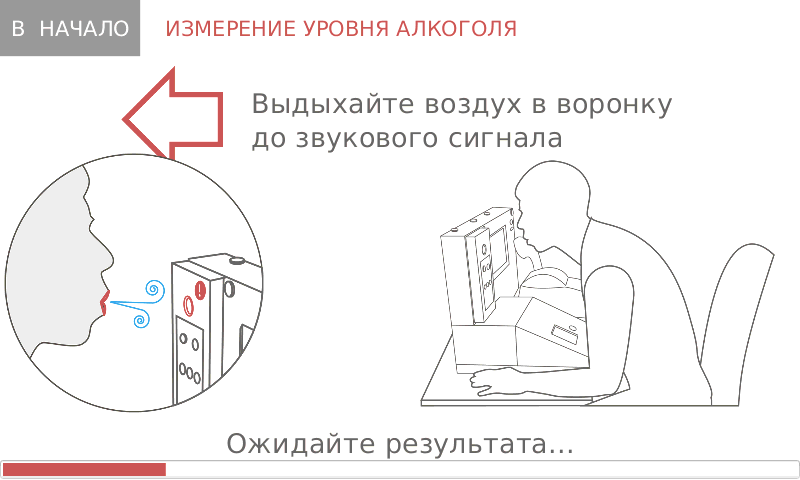 В НАЧАЛО
ИЗМЕРЕНИЕ УРОВНЯ АЛКОГОЛЯ
Выдыхайте воздух в воронку
до звукового сигнала
Ожидайте результата...